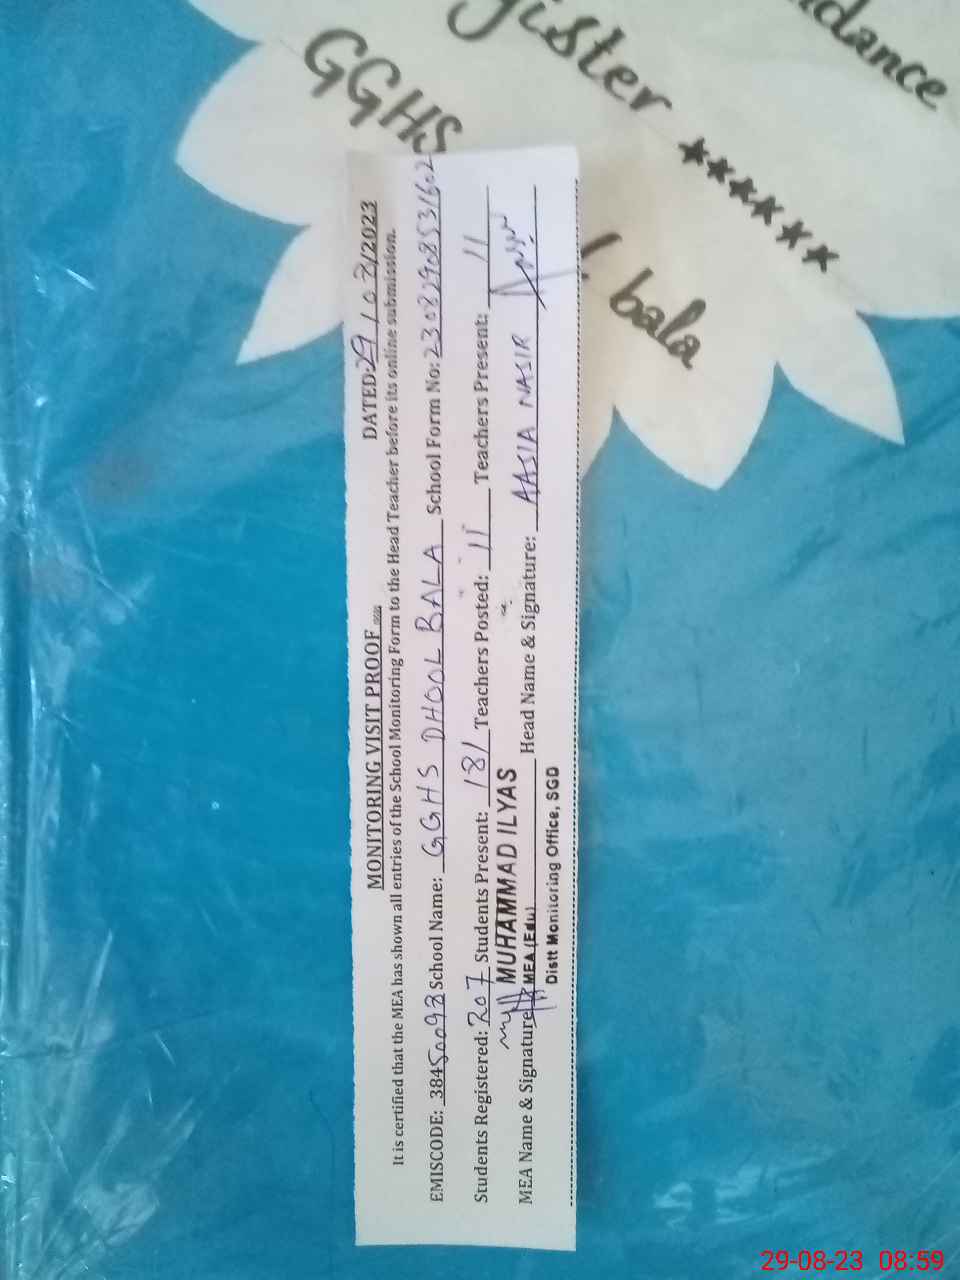 ndance
gister ******
GGHS
bala
MONITORING VISIT PROOF DATED: 29/08/2023
It is certified that the MEA has shown all entries of the School Monitoring Form to the Head Teacher before its online submission.
EMISCODE: 38450093 School Name: GGHS DHOOL BALA School Form No: 23082908531602
Students Registered: 207 Students Present: 181 Teachers Posted: 11 Teachers Present: 11
MUHAMMAD ILYAS
MEA Name & Signature MEA (Edu) Head Name & Signature: AASIA NASIR
Distt Monitoring Office, SGD
29-08-23 08:59